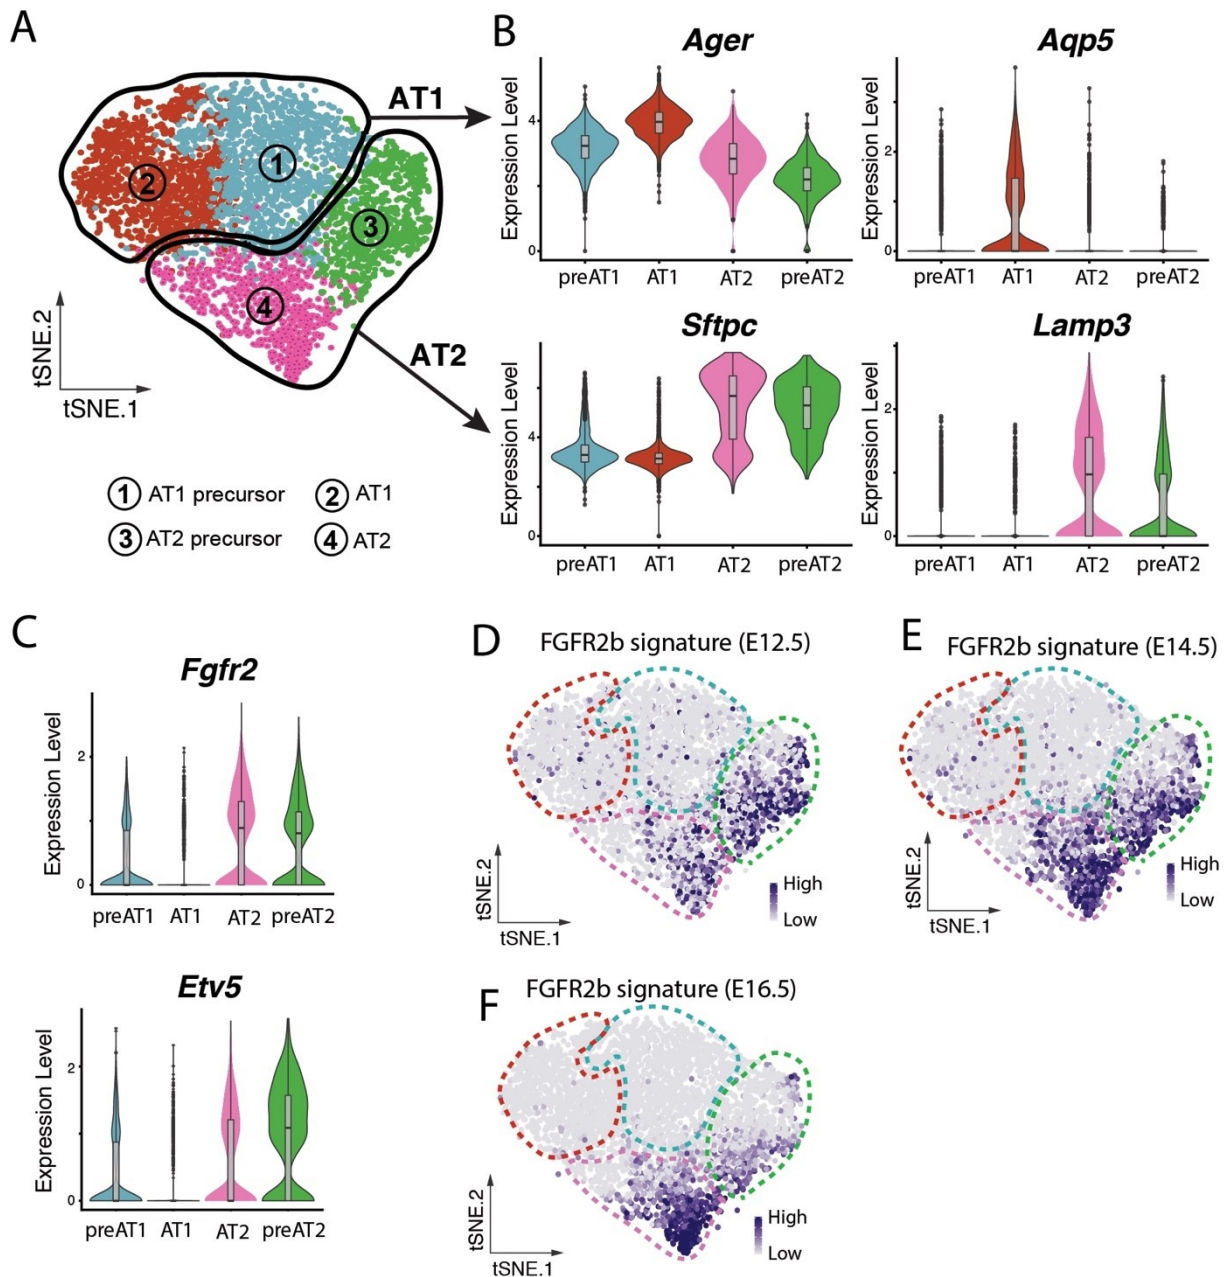 A
AT1
2
1
3
4
AT2
tSNE.2
tSNE.1
1 AT1 precursor 2 AT1
3 AT2 precursor 4 AT2
B
Ager
Expression Level
4
0
preAT1 AT1 AT2 preAT2
Aqp5
Expression Level
2
0
preAT1 AT1 AT2 preAT2
Sftpc
Expression Level
4
0
preAT1 AT1 AT2 preAT2
Lamp3
Expression Level
2
0
preAT1 AT1 AT2 preAT2
C
Fgfr2
Expression Level
2
0
preAT1 AT1 AT2 preAT2
Etv5
Expression Level
2
0
preAT1 AT1 AT2 preAT2
D
FGFR2b signature (E12.5)
tSNE.2
tSNE.1
High
Low
E
FGFR2b signature (E14.5)
tSNE.2
tSNE.1
High
Low
F
FGFR2b signature (E16.5)
tSNE.2
tSNE.1
High
Low